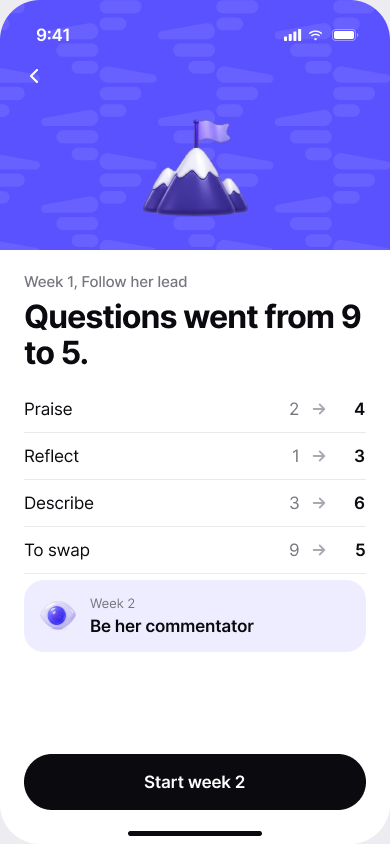 9:41
Week 1, Follow her lead
Questions went from 9
to 5.
Praise 2 → 4
Reflect 1 → 3
Describe 3 → 6
To swap 9 → 5
Week 2
Be her commentator
Start week 2